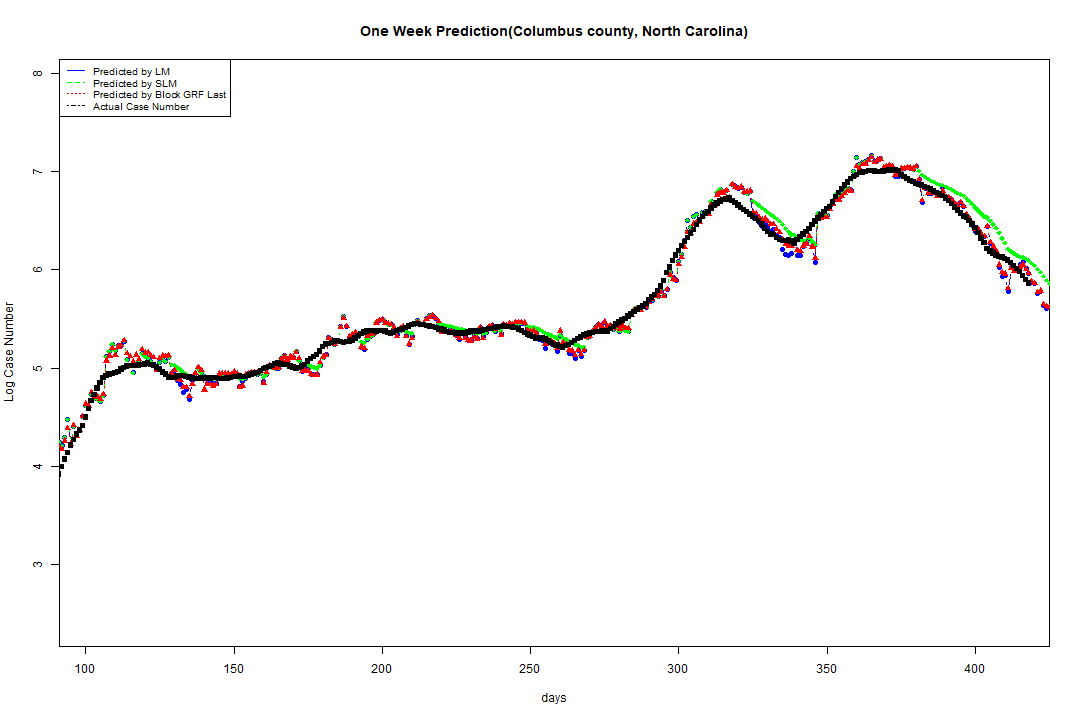 One Week Prediction(Columbus county, North Carolina)
Predicted by LM
Predicted by SLM
Predicted by Block GRF Last
Actual Case Number
8
7
6
5
4
3
Log Case Number
100 150 200 250 300 350 400
days